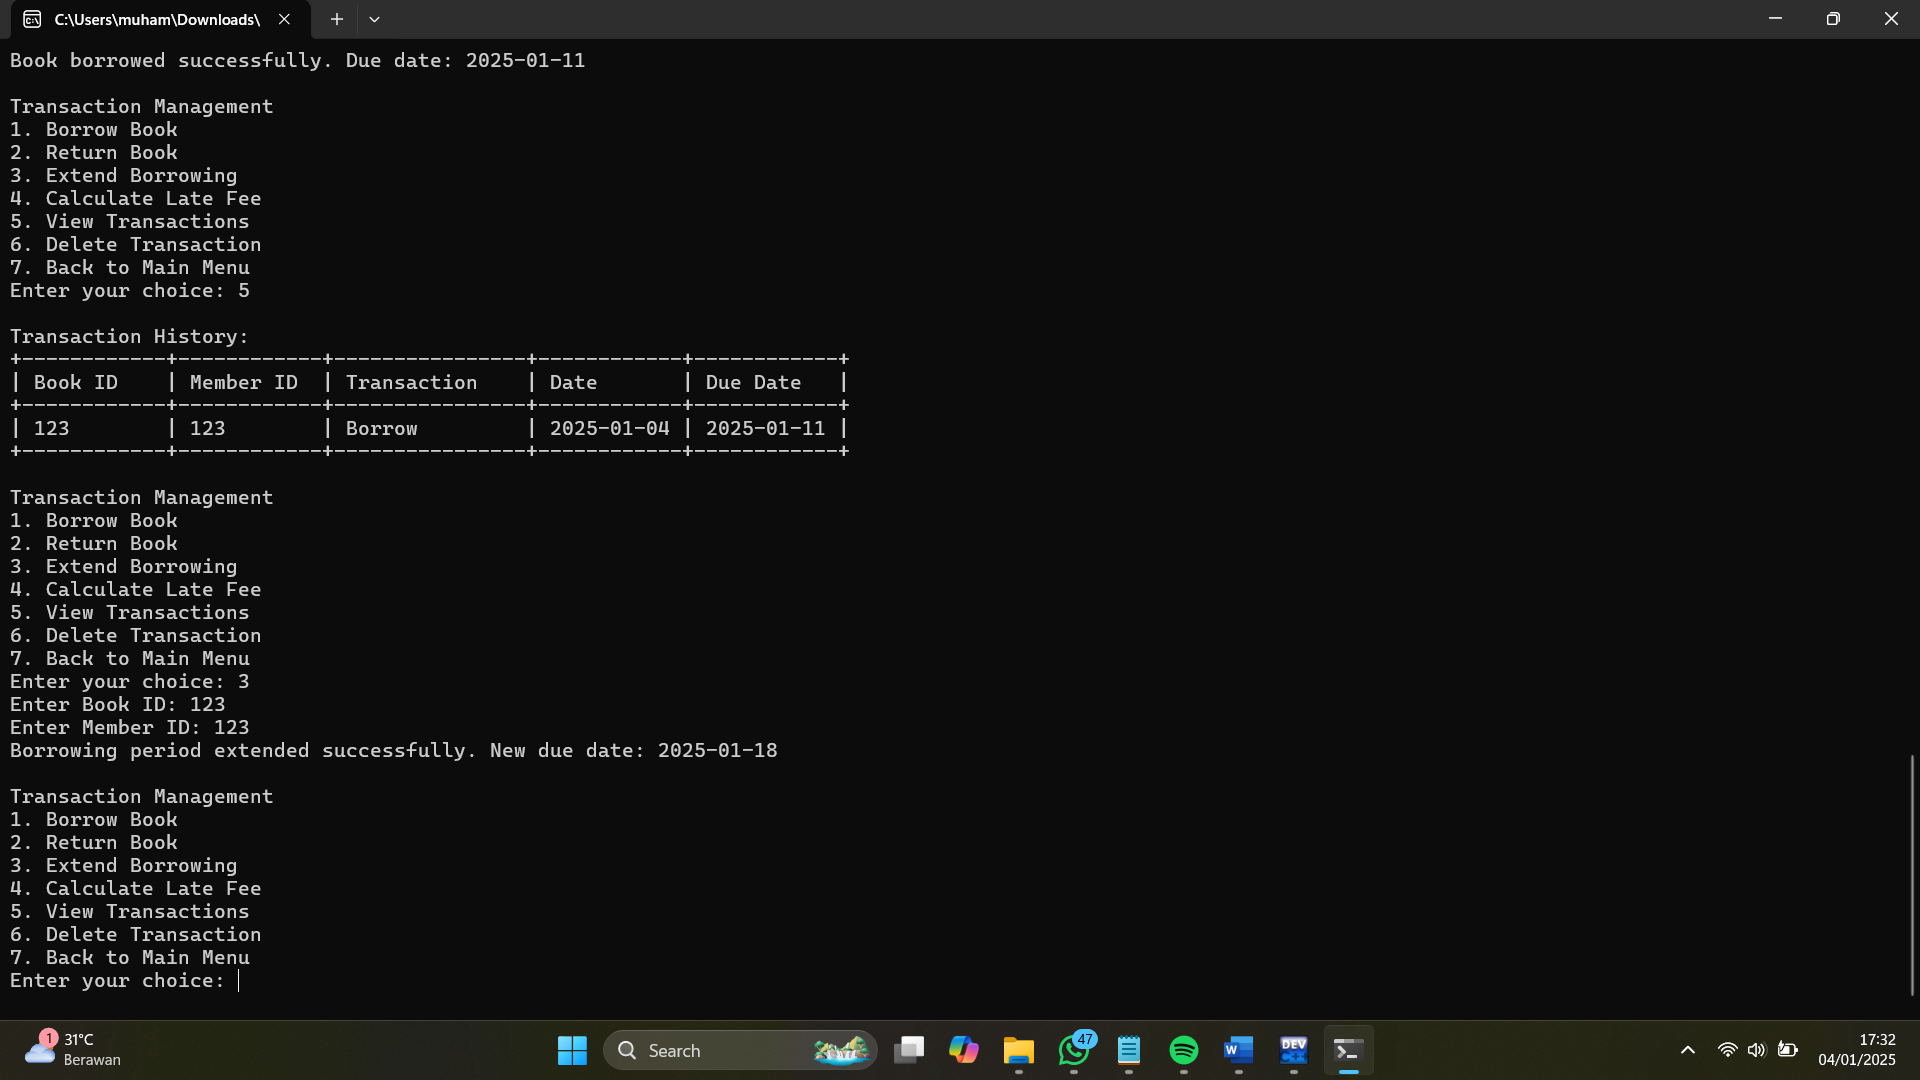 C:\Users\muham\Downloads\
Book borrowed successfully. Due date: 2025-01-11
Transaction Management
1. Borrow Book
2. Return Book
3. Extend Borrowing
4. Calculate Late Fee
5. View Transactions
6. Delete Transaction
7. Back to Main Menu
Enter your choice: 5
Transaction History:
+------------+------------+----------------+------------+------------+
| Book ID    | Member ID  | Transaction    | Date       | Due Date   |
+------------+------------+----------------+------------+------------+
| 123        | 123        | Borrow         | 2025-01-04 | 2025-01-11 |
+------------+------------+----------------+------------+------------+
Transaction Management
1. Borrow Book
2. Return Book
3. Extend Borrowing
4. Calculate Late Fee
5. View Transactions
6. Delete Transaction
7. Back to Main Menu
Enter your choice: 3
Enter Book ID: 123
Enter Member ID: 123
Borrowing period extended successfully. New due date: 2025-01-18
Transaction Management
1. Borrow Book
2. Return Book
3. Extend Borrowing
4. Calculate Late Fee
5. View Transactions
6. Delete Transaction
7. Back to Main Menu
Enter your choice:
1
31°C
Berawan
Search
47
W
DEV
17:32
04/01/2025